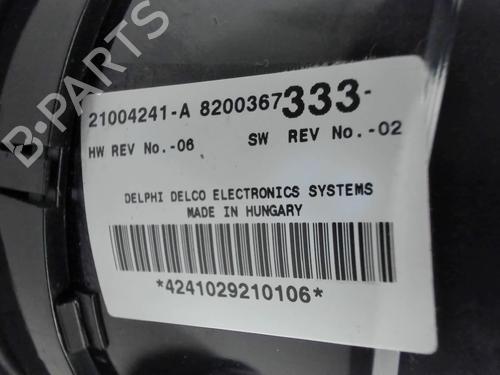 21004241-A 8200367333-
HW REV No.-06 SW REV No.-02
DELPHI DELCO ELECTRONICS SYSTEMS
MADE IN HUNGARY
*4241029210106*
B-PARTS